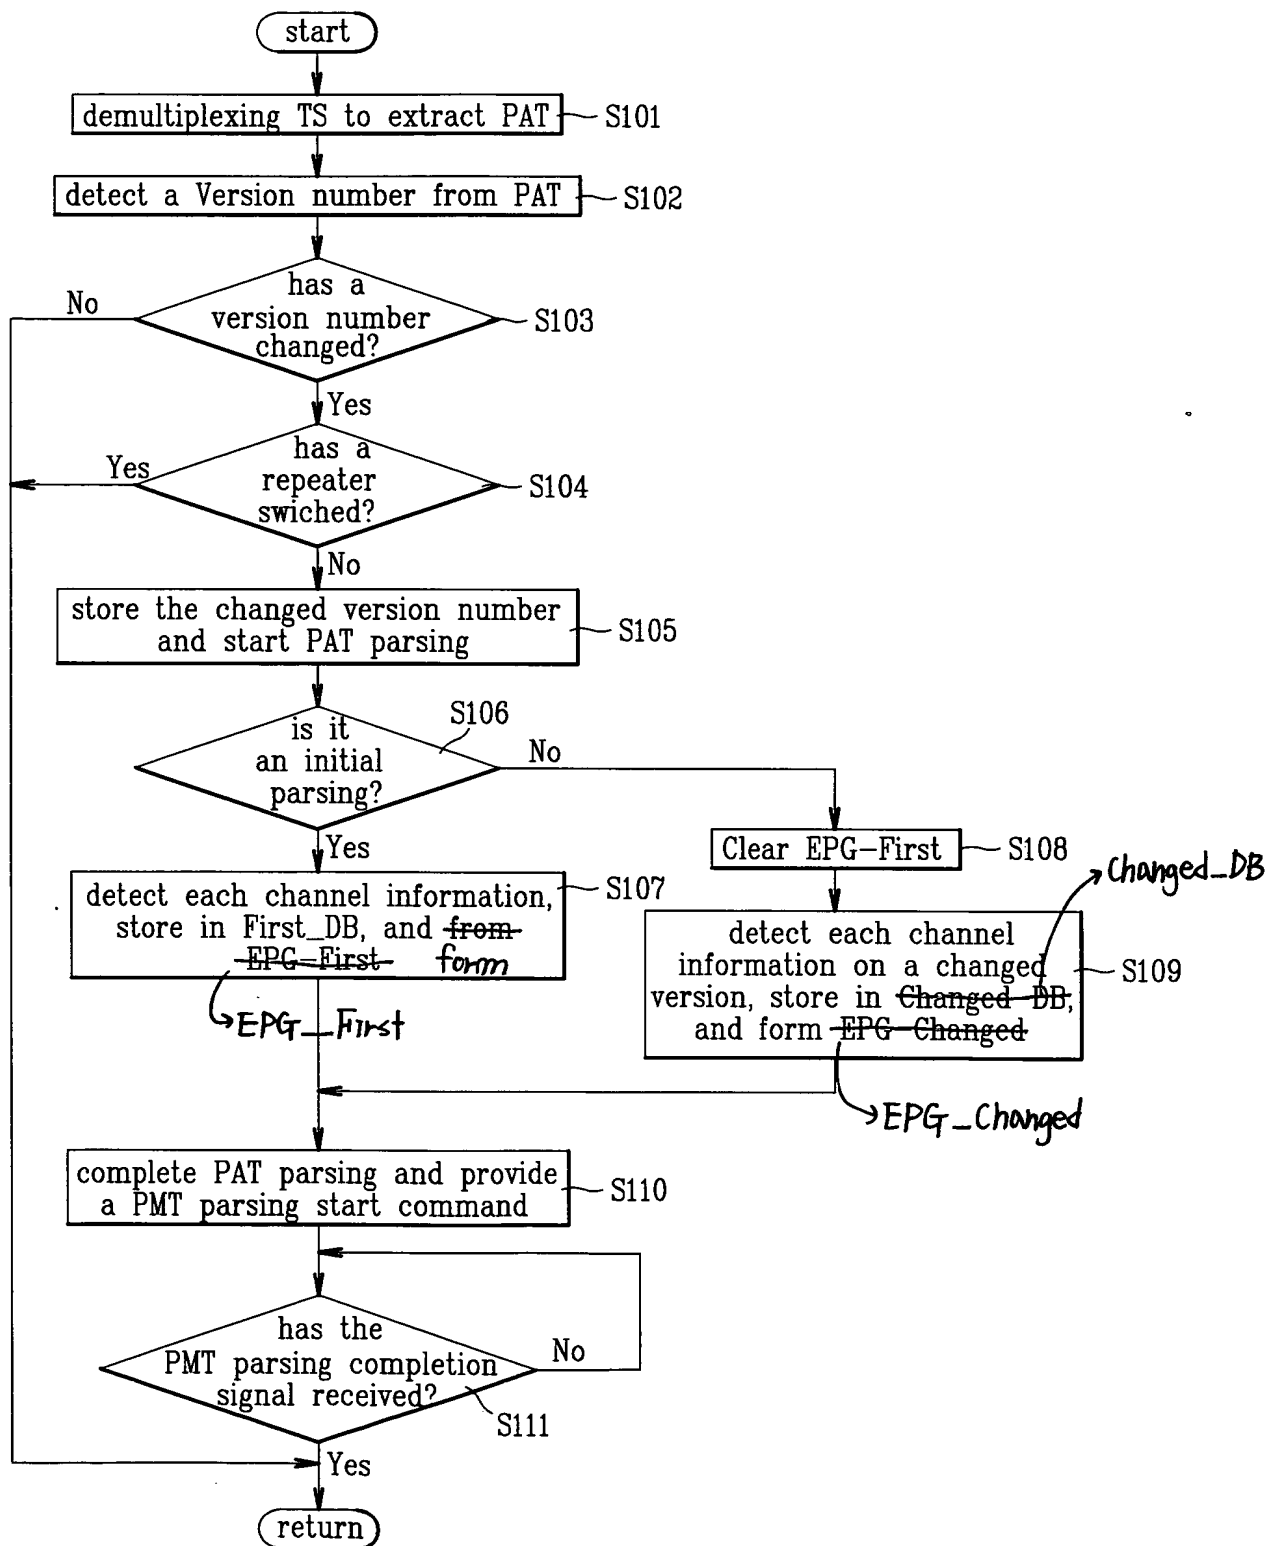 start
demultiplexing TS to extract PAT
S101
detect a Version number from PAT
S102
has a
version number
changed?
S103
No
Yes
has a
repeater
swiched?
S104
Yes
No
store the changed version number
and start PAT parsing
S105
is it
an initial
parsing?
S106
No
Yes
Clear EPG-First
S108
detect each channel information,
store in First_DB, and from
EPG-First form
S107
EPG_First
detect each channel
information on a changed
version, store in Changed-DB,
and form EPG-Changed
S109
Changed_DB
EPG_Changed
complete PAT parsing and provide
a PMT parsing start command
S110
has the
PMT parsing completion
signal received?
S111
No
Yes
return